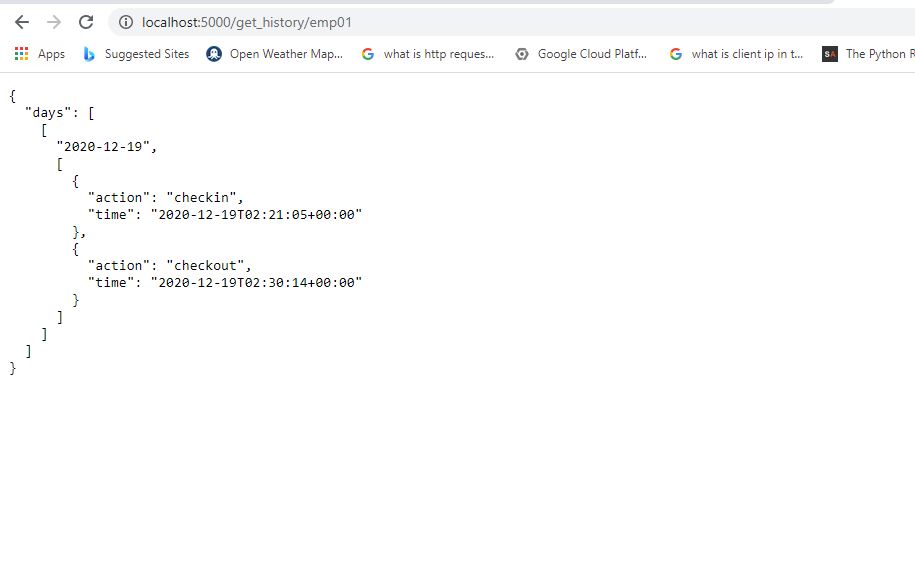 localhost:5000/get_history/emp01
Apps Suggested Sites Open Weather Map... what is http reques... Google Cloud Platf... what is client ip in t... SA The Python R
{
  "days": [
    [
      "2020-12-19",
      [
        {
          "action": "checkin",
          "time": "2020-12-19T02:21:05+00:00"
        },
        {
          "action": "checkout",
          "time": "2020-12-19T02:30:14+00:00"
        }
      ]
    ]
  ]
}